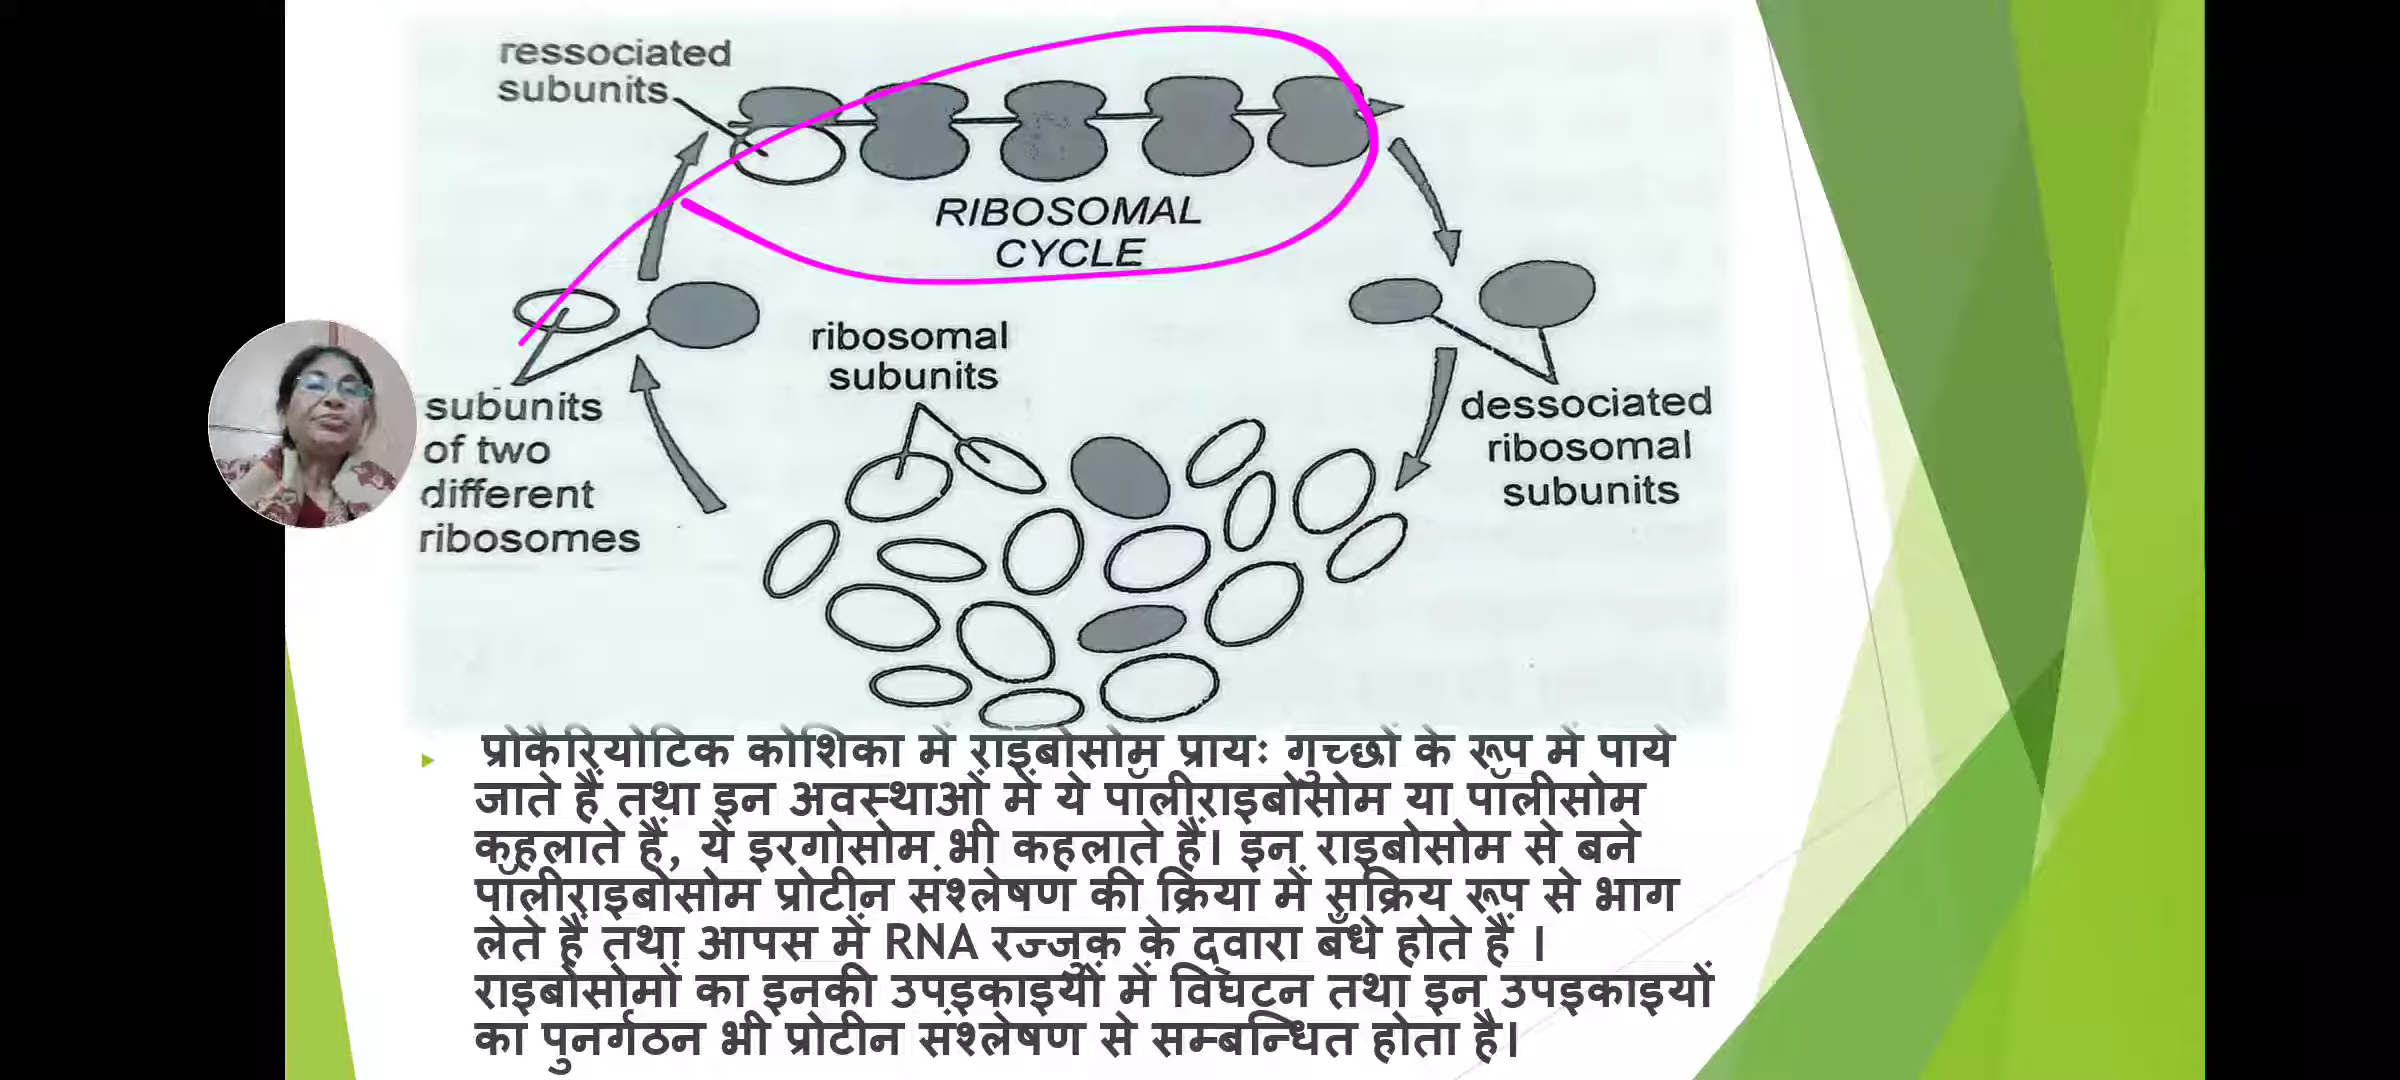 ressociated
subunits
RIBOSOMAL
CYCLE
ribosomal
subunits
subunits
of two
different
ribosomes
dessociated
ribosomal
subunits
प्रोकैरियोटिक कोशिका में राइबोसोम प्रायः गुच्छों के रूप में पाये
जाते हैं तथा इन अवस्थाओं में ये पॉलीराइबोसोम या पॉलीसोम
कहलाते हैं, ये इरगोसोम भी कहलाते हैं। इन राइबोसोम से बने
पॉलीराइबोसोम प्रोटीन संश्लेषण की क्रिया में सक्रिय रूप से भाग
लेते हैं तथा आपस में RNA रज्जुक के द्वारा बँधे होते हैं ।
राइबोसोमों का इनकी उपइकाइयों में विघटन तथा इन उपइकाइयों
का पुनर्गठन भी प्रोटीन संश्लेषण से सम्बन्धित होता है।